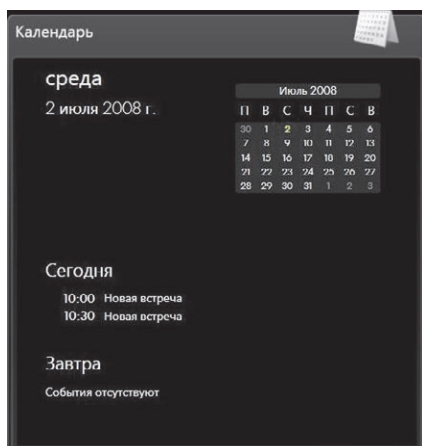 Календарь
среда
2 июля 2008 г.
Июль 2008
П В С Ч П С В
30 1 2 3 4 5 6
7 8 9 10 11 12 13
14 15 16 17 18 19 20
21 22 23 24 25 26 27
28 29 30 31 1 2 3
Сегодня
10:00 Новая встреча
10:30 Новая встреча
Завтра
События отсутствуют